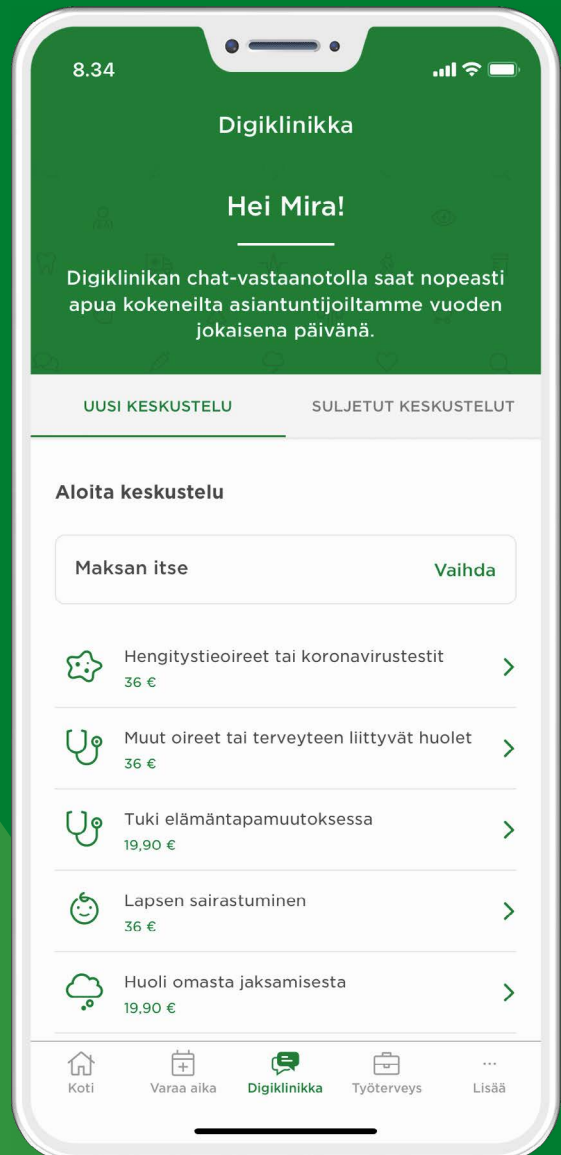 8.34
Digiklinikka
Hei Mira!
Digiklinikan chat-vastaanotolla saat nopeasti
apua kokeneilta asiantuntijoiltamme vuoden
jokaisena päivänä.
UUSI KESKUSTELU
SULJETUT KESKUSTELUT
Aloita keskustelu
Maksan itse
Vaihda
Hengitystieoireet tai koronavirustestit
36 €
Muut oireet tai terveyteen liittyvät huolet
36 €
Tuki elämäntapamuutoksessa
19,90 €
Lapsen sairastuminen
36 €
Huoli omasta jaksamisesta
19,90 €
Koti
Varaa aika
Digiklinikka
Työterveys
Lisää